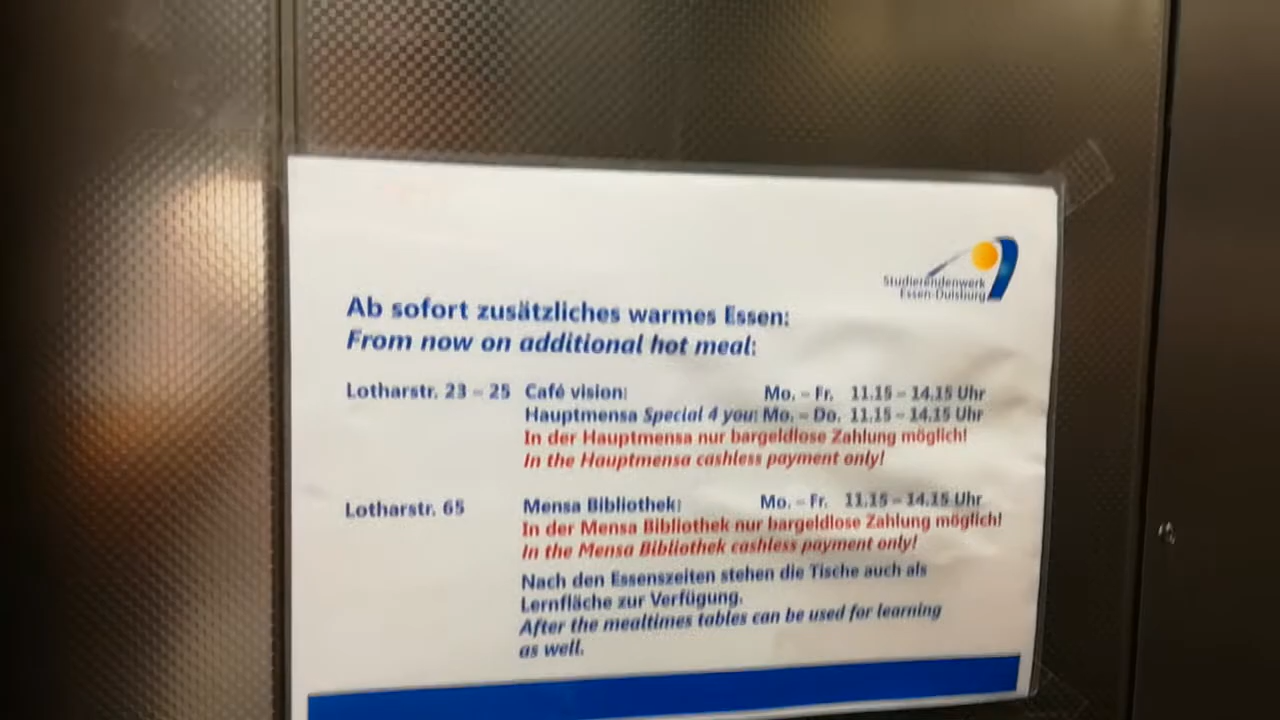 Studierendenwerk
Essen-Duisburg
Ab sofort zusätzliches warmes Essen:
From now on additional hot meal:
Lotharstr. 23 – 25 Café vision: Mo. – Fr. 11.15 – 14.15 Uhr
Hauptmensa Special 4 you: Mo. – Do. 11.15 – 14.15 Uhr
In der Hauptmensa nur bargeldlose Zahlung möglich!
In the Hauptmensa cashless payment only!
Lotharstr. 65 Mensa Bibliothek: Mo. – Fr. 11.15 – 14.15 Uhr
In der Mensa Bibliothek nur bargeldlose Zahlung möglich!
In the Mensa Bibliothek cashless payment only!
Nach den Essenszeiten stehen die Tische auch als
Lernfläche zur Verfügung.
After the mealtimes tables can be used for learning
as well.